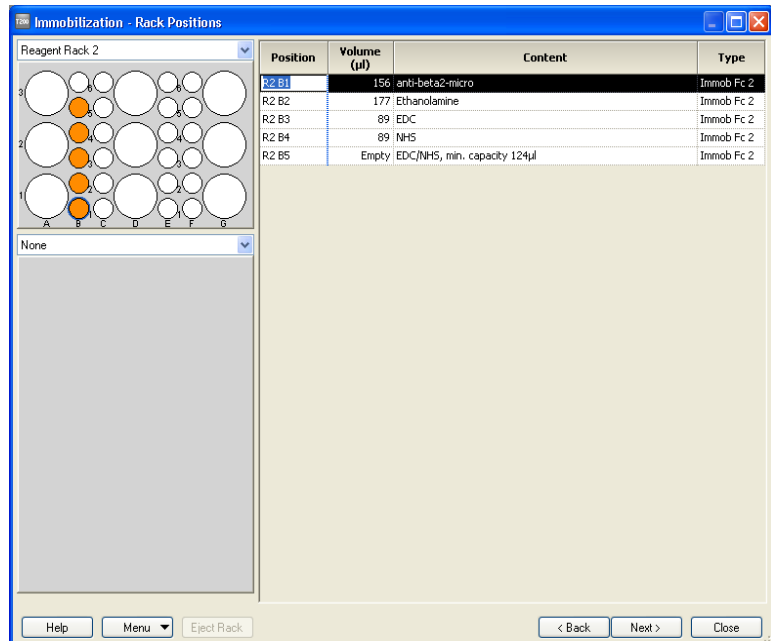 T200 Immobilization - Rack Positions
Reagent Rack 2
Position Volume (µl) Content Type
R2 B1 156 anti-beta2-micro Immob Fc 2
R2 B2 177 Ethanolamine Immob Fc 2
R2 B3 89 EDC Immob Fc 2
R2 B4 89 NHS Immob Fc 2
R2 B5 Empty EDC/NHS, min. capacity 124µl Immob Fc 2
3 6 6
5 5
2 4 4
3 3
2 2
1 1 1
A B C D E F G
None
Help Menu Eject Rack < Back Next > Close